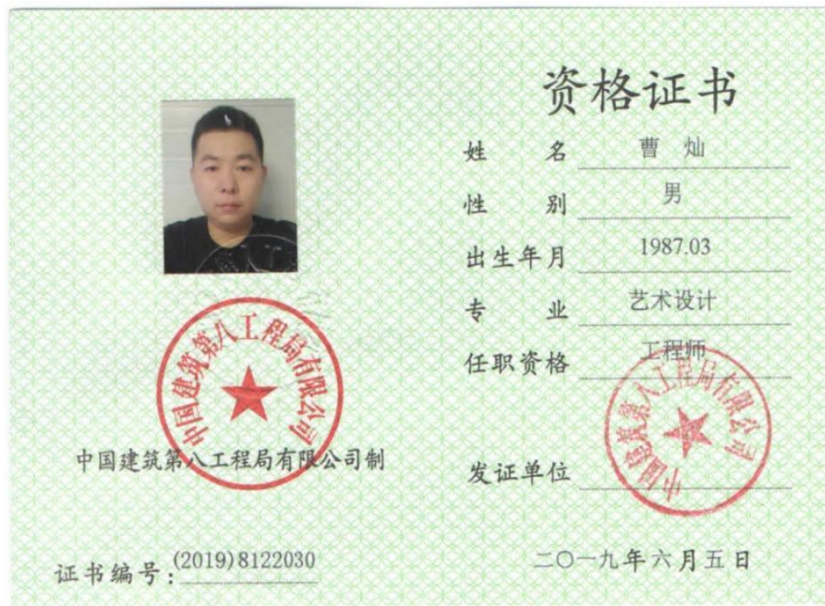 资格证书
姓 名 曹 灿
性 别 男
出生年月 1987.03
专 业 艺术设计
任职资格 工程师
中国建筑第八工程局有限公司
发证单位
二〇一九年六月五日
中国建筑第八工程局有限公司
中国建筑第八工程局有限公司制
证书编号:(2019)8122030